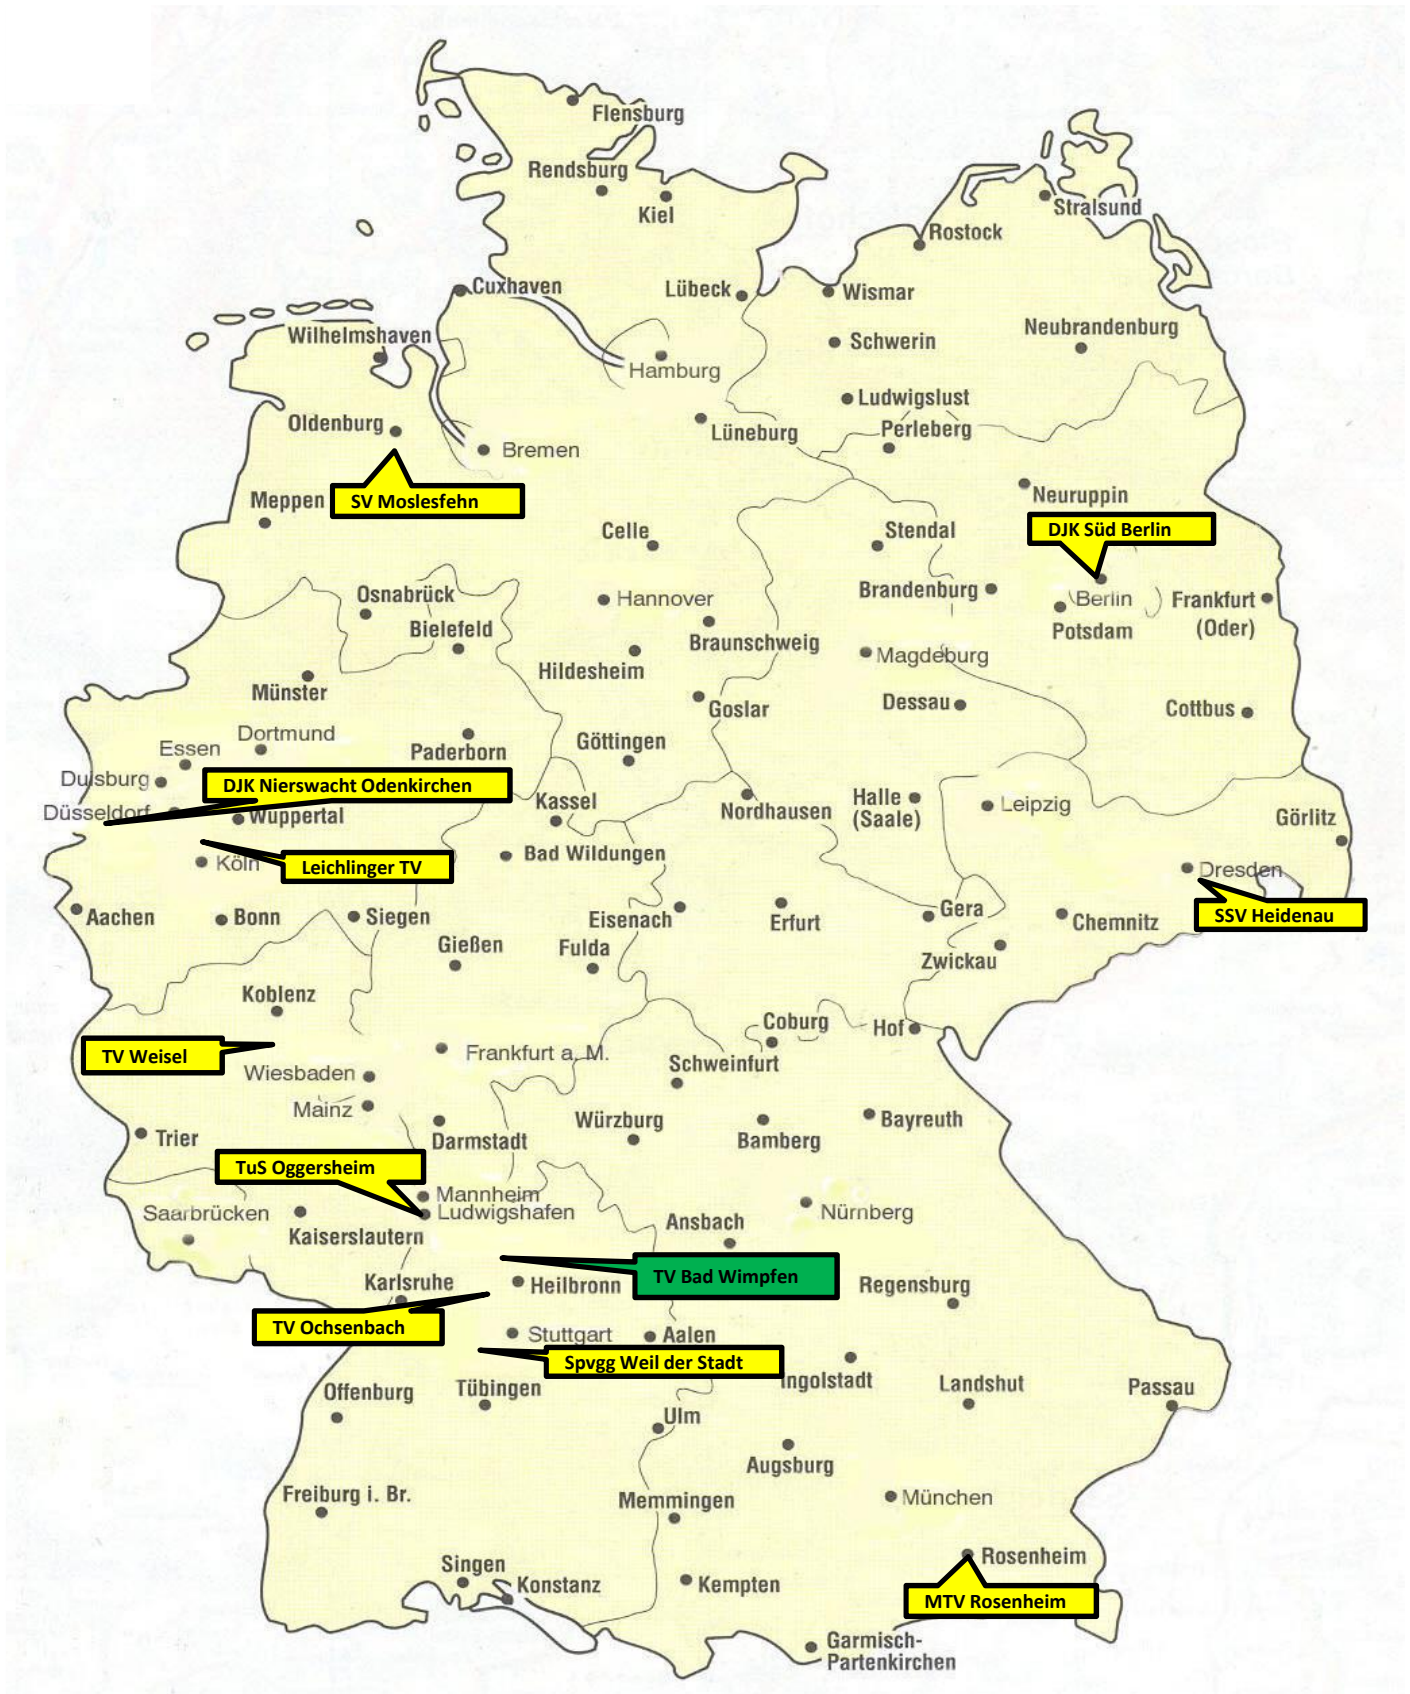 Flensburg
Rendsburg
Kiel
Stralsund
Rostock
Cuxhaven
Lübeck
Wismar
Wilhelmshaven
Schwerin
Neubrandenburg
Hamburg
Ludwigslust
Oldenburg
Lüneburg
Perleberg
Bremen
Meppen
SV Moslesfehn
Neuruppin
Celle
Stendal
DJK Süd Berlin
Osnabrück
Hannover
Brandenburg
Berlin
Frankfurt
(Oder)
Bielefeld
Braunschweig
Potsdam
Hildesheim
Magdeburg
Münster
Goslar
Dessau
Cottbus
Dortmund
Essen
Paderborn
Göttingen
Duisburg
DJK Nierswacht Odenkirchen
Düsseldorf
Wuppertal
Kassel
Nordhausen
Halle
(Saale)
Leipzig
Görlitz
Köln
Leichlinger TV
Bad Wildungen
Dresden
Aachen
Bonn
Siegen
Eisenach
Erfurt
Gera
Chemnitz
SSV Heidenau
Gießen
Fulda
Zwickau
Koblenz
Coburg
Hof
TV Weisel
Frankfurt a. M.
Schweinfurt
Wiesbaden
Mainz
Würzburg
Bayreuth
Trier
Darmstadt
Bamberg
TuS Oggersheim
Mannheim
Saarbrücken
Ludwigshafen
Nürnberg
Kaiserslautern
Ansbach
Karlsruhe
Heilbronn
TV Bad Wimpfen
Regensburg
TV Ochsenbach
Stuttgart
Aalen
Spvgg Weil der Stadt
Offenburg
Tübingen
Ingolstadt
Landshut
Passau
Ulm
Augsburg
Freiburg i. Br.
Memmingen
München
Singen
Rosenheim
Konstanz
Kempten
MTV Rosenheim
Garmisch-
Partenkirchen